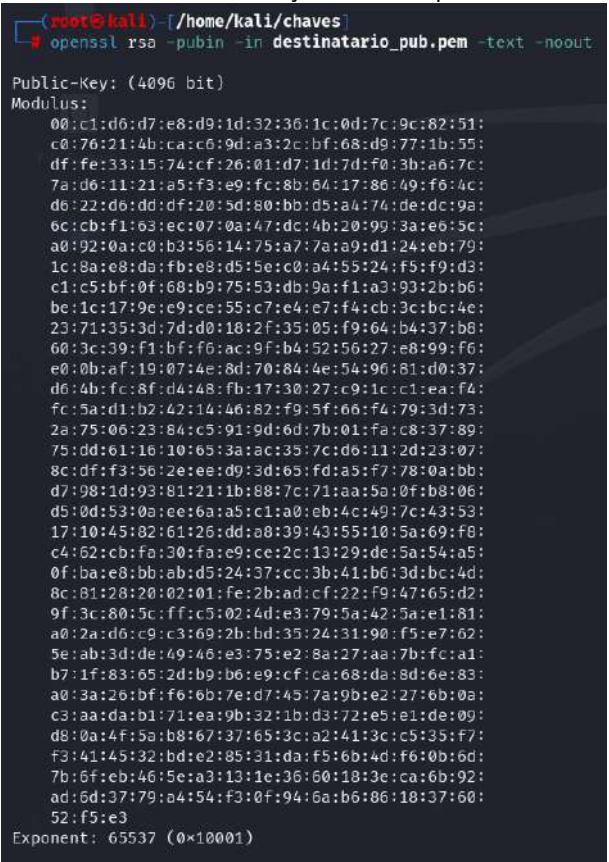 (root㉿kali)-[/home/kali/chaves]
# openssl rsa -pubin -in destinatario_pub.pem -text -noout
Public-Key: (4096 bit)
Modulus:
00:c1:d6:d7:e8:d9:1d:32:36:1c:0d:7c:9c:82:51:
c0:76:21:4b:ca:c6:9d:a3:2c:bf:68:d9:77:1b:55:
df:fe:33:15:74:cf:26:01:d7:1d:7d:f0:3b:a6:7c:
7a:d6:11:21:a5:f3:e9:fc:8b:64:17:86:49:f6:4c:
d6:22:d6:dd:df:20:5d:80:bb:d5:a4:74:de:dc:9a:
6c:cb:f1:63:ec:07:0a:47:dc:4b:20:99:3a:e6:5c:
a0:92:0a:c0:b3:56:14:75:a7:7a:a9:d1:24:eb:79:
1c:8a:e8:da:fb:e8:d5:5e:c0:a4:55:24:f5:f9:d3:
c1:c5:bf:0f:68:b9:75:53:db:9a:f1:a3:93:2b:b6:
be:1c:17:9e:e9:ce:55:c7:e4:e7:f4:cb:3c:bc:4e:
23:71:35:3d:7d:d0:18:2f:35:05:f9:64:b4:37:b8:
60:3c:39:f1:bf:f6:ac:9f:b4:52:56:27:e8:99:f6:
e0:0b:af:19:07:4e:8d:70:84:4e:54:96:81:d0:37:
d6:4b:fc:8f:d4:48:fb:17:30:27:c9:1c:c1:ea:f4:
fc:5a:d1:b2:42:14:46:82:f9:5f:66:f4:79:3d:73:
2a:75:06:23:84:c5:91:9d:6d:7b:01:fa:c8:37:89:
75:dd:61:16:10:65:3a:ac:35:7c:d6:11:2d:23:07:
8c:df:f3:56:2e:ee:d9:3d:65:fd:a5:f7:78:0a:bb:
d7:98:1d:93:81:21:1b:88:7c:71:aa:5a:0f:b8:06:
d5:0d:53:0a:ee:6a:a5:c1:a0:eb:4c:49:7c:43:53:
17:10:45:82:61:26:dd:a8:39:43:55:10:5a:69:f8:
c4:62:cb:fa:30:fa:e9:ce:2c:13:29:de:5a:54:a5:
0f:ba:e8:bb:ab:d5:24:37:cc:3b:41:b6:3d:bc:4d:
8c:81:28:20:02:01:fe:2b:ad:cf:22:f9:47:65:d2:
9f:3c:80:5c:ff:c5:02:4d:e3:79:5a:42:5a:e1:81:
a0:2a:d6:c9:c3:69:2b:bd:35:24:31:90:f5:e7:62:
5e:ab:3d:de:49:46:e3:75:e2:8a:27:aa:7b:fc:a1:
b7:1f:83:65:2d:b9:b6:e9:cf:ca:68:da:8d:6e:83:
a0:3a:26:bf:f6:6b:7e:d7:45:7a:9b:e2:27:6b:0a:
c3:aa:da:b1:71:ea:9b:32:1b:d3:72:e5:e1:de:09:
d8:0a:4f:5a:b8:67:37:65:3c:a2:41:3c:c5:35:f7:
f3:41:45:32:bd:e2:85:31:da:f5:6b:4d:f6:0b:6d:
7b:6f:eb:46:5e:a3:13:1e:36:60:18:3e:ca:6b:92:
ad:6d:37:79:a4:54:f3:0f:94:6a:b6:86:18:37:60:
52:f5:e3
Exponent: 65537 (0×10001)